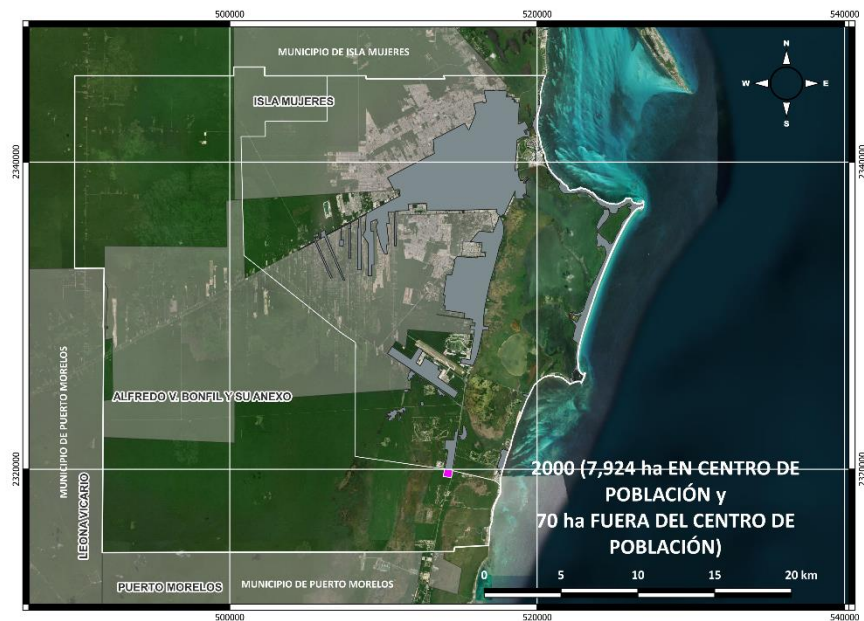 500000
520000
540000
MUNICIPIO DE ISLA MUJERES
N
W
E
S
ISLA MUJERES
2340000
2340000
MUNICIPIO DE PUERTO MORELOS
ALFREDO V. BONFIL Y SU ANEXO
LEONA VICARIO
2320000
2320000
2000 (7,924 ha EN CENTRO DE
POBLACIÓN y
70 ha FUERA DEL CENTRO DE
POBLACIÓN)
0 5 10 15 20 km
PUERTO MORELOS
MUNICIPIO DE PUERTO MORELOS
500000
520000
540000